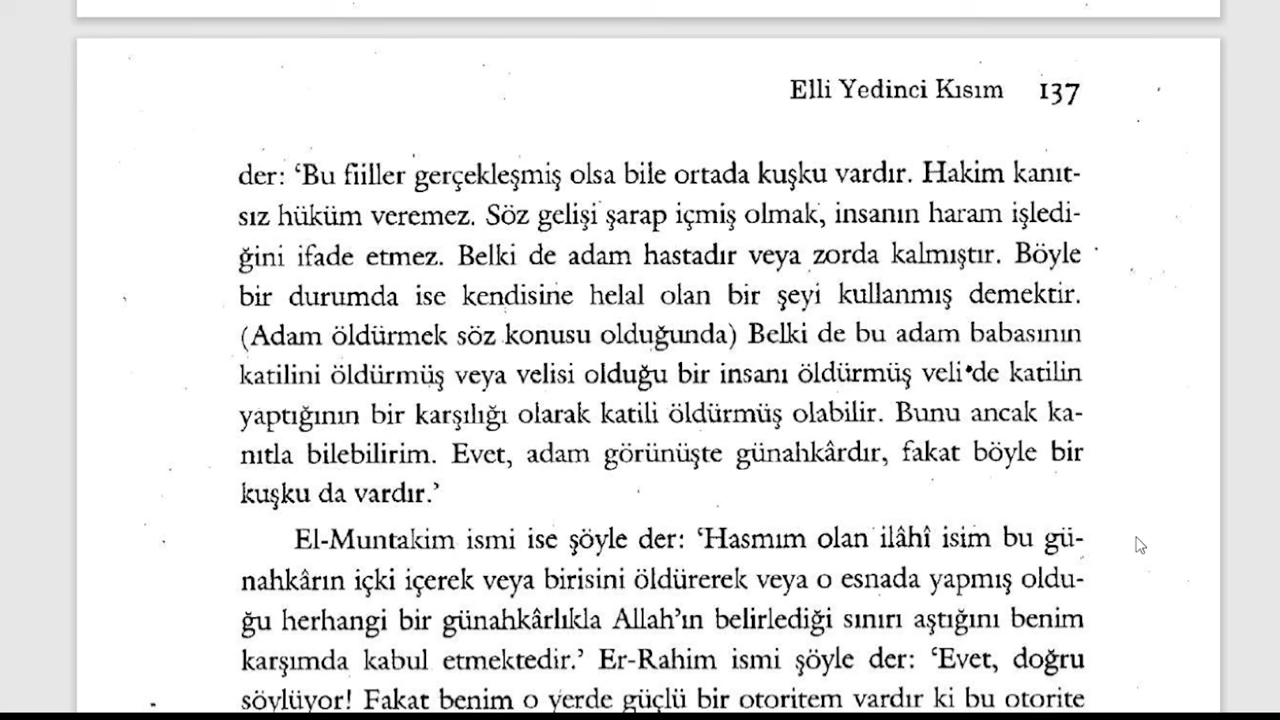 Elli Yedinci Kısım 137
der: ‘Bu fiiller gerçekleşmiş olsa bile ortada kuşku vardır. Hakim kanıt-
sız hüküm veremez. Söz gelişi şarap içmiş olmak, insanın haram işledi-
ğini ifade etmez. Belki de adam hastadır veya zorda kalmıştır. Böyle
bir durumda ise kendisine helal olan bir şeyi kullanmış demektir.
(Adam öldürmek söz konusu olduğunda) Belki de bu adam babasının
katilini öldürmüş veya velisi olduğu bir insanı öldürmüş veli de katilin
yaptığının bir karşılığı olarak katili öldürmüş olabilir. Bunu ancak ka-
nıtla bilebilirim. Evet, adam görünüşte günahkârdır, fakat böyle bir
kuşku da vardır.’
El-Muntakim ismi ise şöyle der: ‘Hasmım olan ilâhî isim bu gü-
nahkârın içki içerek veya birisini öldürerek veya o esnada yapmış oldu-
ğu herhangi bir günahkârlıkla Allah’ın belirlediği sınırı aştığını benim
karşımda kabul etmektedir.’ Er-Rahim ismi şöyle der: ‘Evet, doğru
söylüyor! Fakat benim o yerde güçlü bir otoritem vardır ki bu otorite